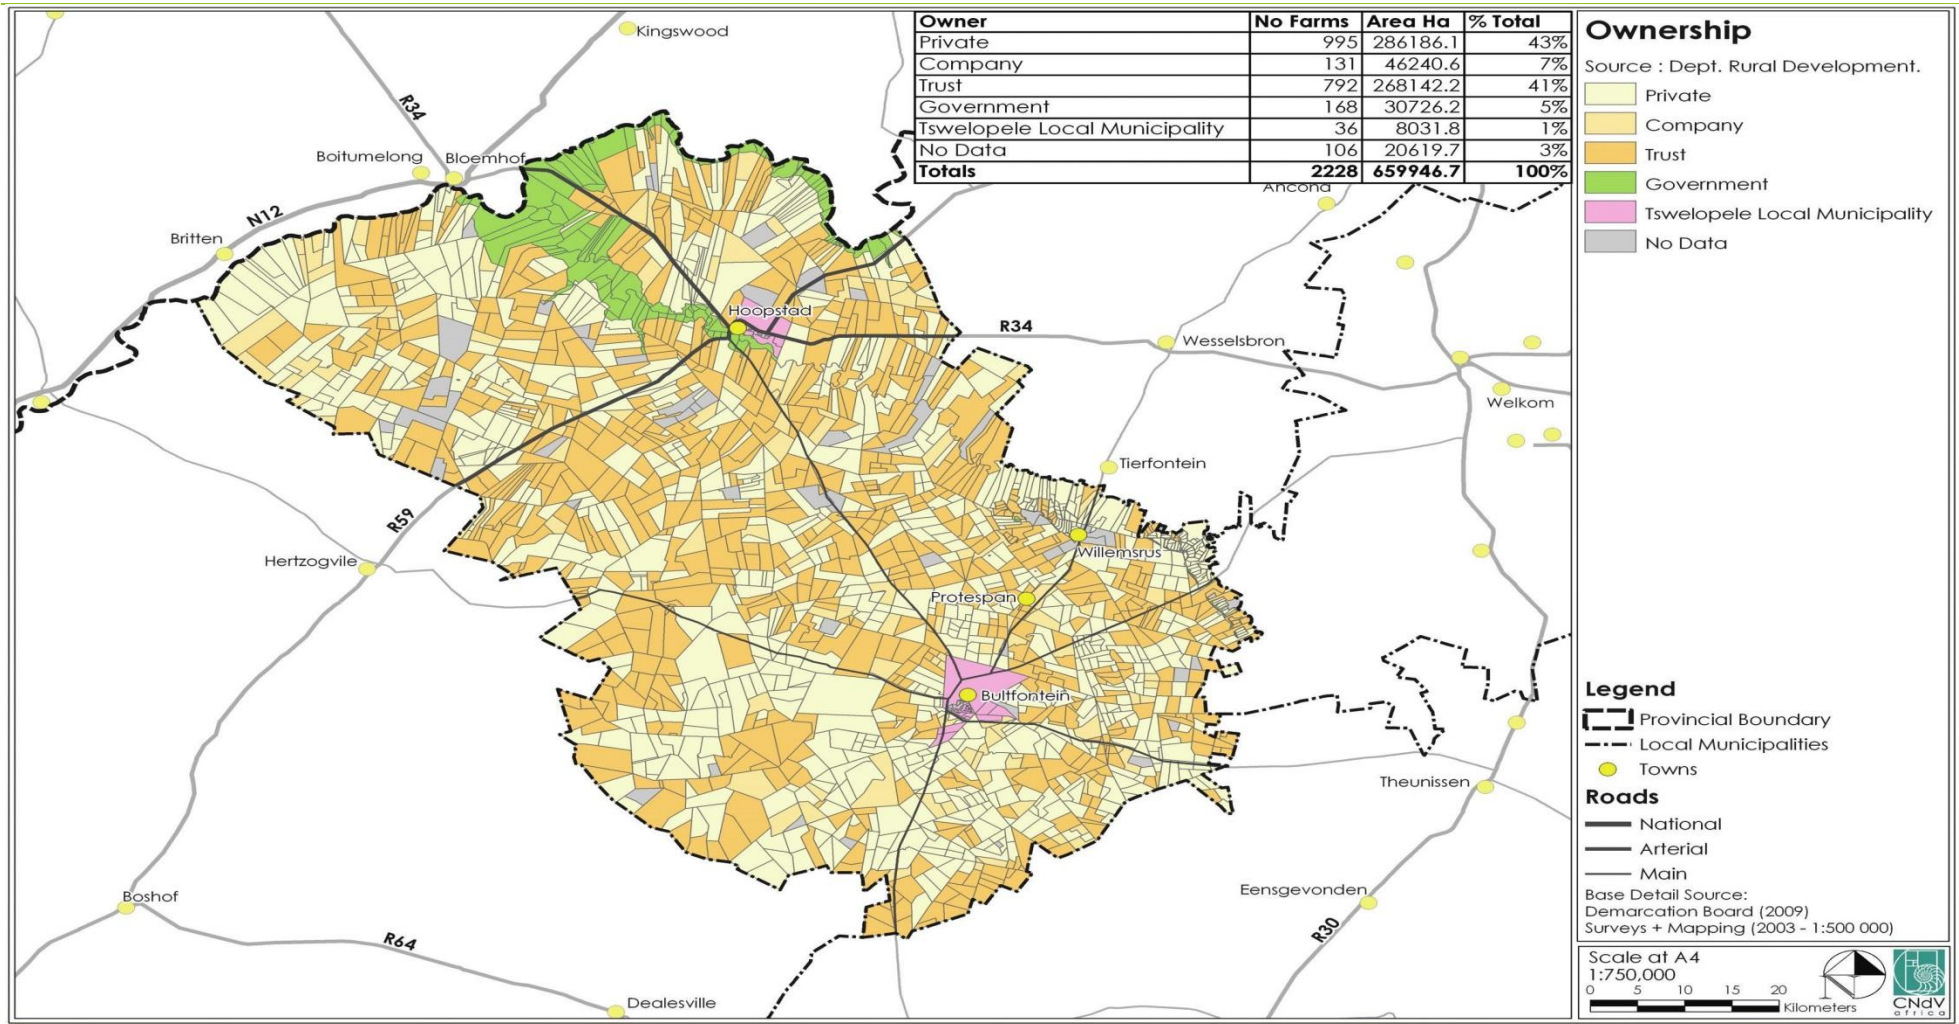 Owner No Farms Area Ha % Total
Private 995 286186.1 43%
Company 131 46240.6 7%
Trust 792 268142.2 41%
Government 168 30726.2 5%
Tswelopele Local Municipality 36 8031.8 1%
No Data 106 20619.7 3%
Totals 2228 659946.7 100%
Kingswood
R34
Boitumelong
Bloemhof
N12
Britten
Ancona
Hoopstad
R34
Wesselsbron
Welkom
Tierfontein
R59
Hertzogvile
Willemsrus
Protespan
Bultfontein
Theunissen
Boshof
R64
Eensgevonden
R30
Dealesville
Ownership
Source : Dept. Rural Development.
Private
Company
Trust
Government
Tswelopele Local Municipality
No Data
Legend
Provincial Boundary
Local Municipalities
Towns
Roads
National
Arterial
Main
Base Detail Source:
Demarcation Board (2009)
Surveys + Mapping (2003 - 1:500 000)
Scale at A4
1:750,000
0 5 10 15 20
Kilometers
N
CNdV
africa